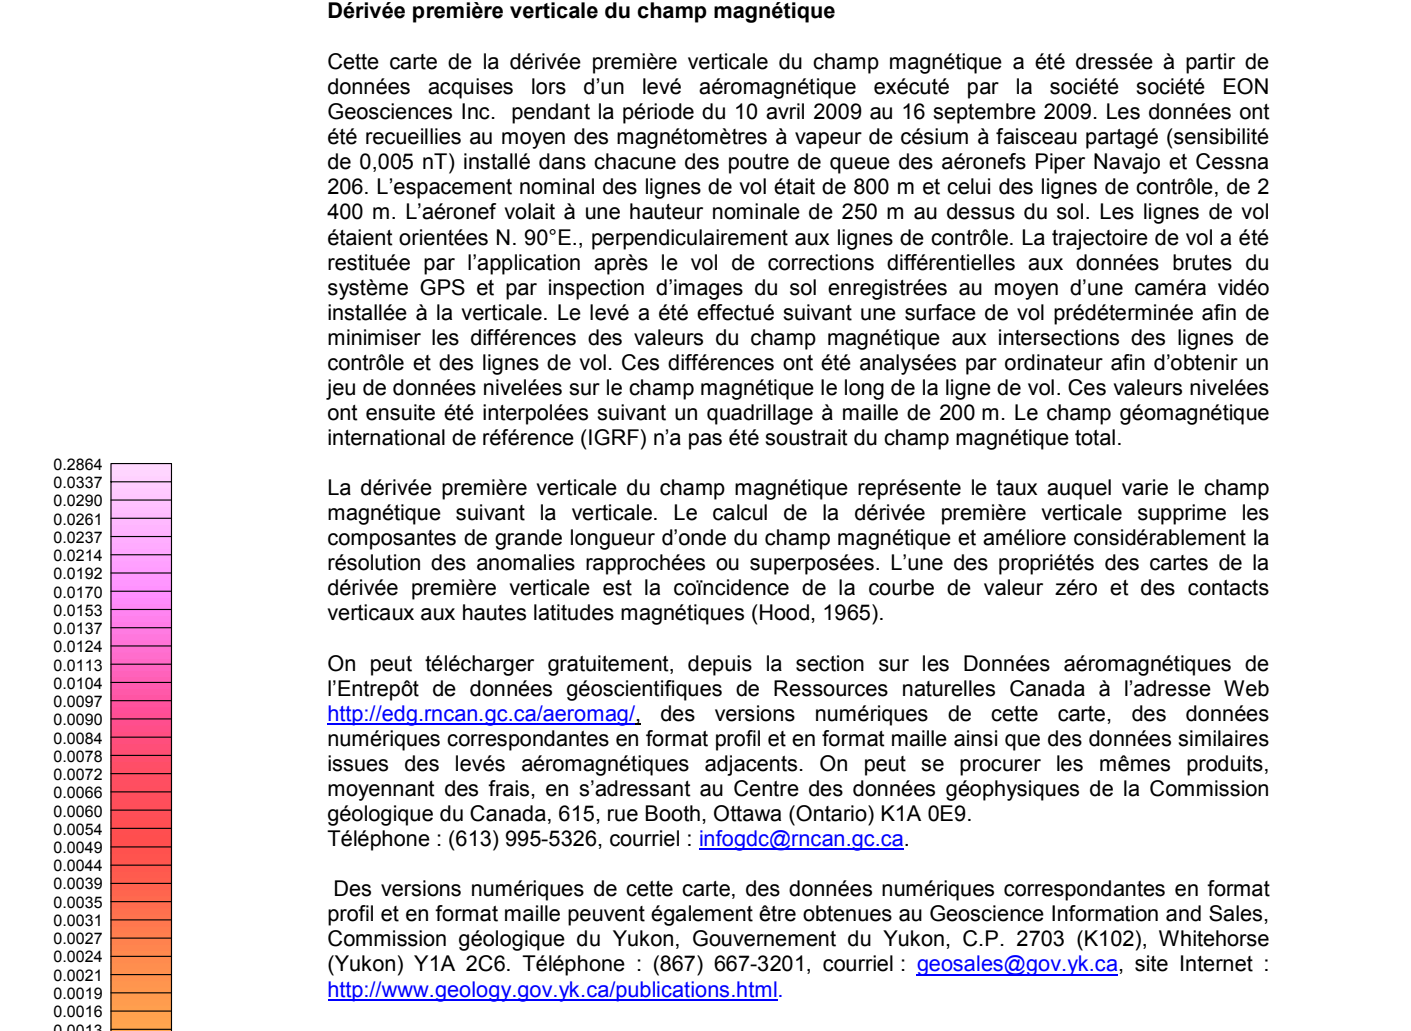 Dérivée première verticale du champ magnétique
Cette carte de la dérivée première verticale du champ magnétique a été dressée à partir de
données acquises lors d’un levé aéromagnétique exécuté par la société société EON
Geosciences Inc.  pendant la période du 10 avril 2009 au 16 septembre 2009. Les données ont
été recueillies au moyen des magnétomètres à vapeur de césium à faisceau partagé (sensibilité
de 0,005 nT) installé dans chacune des poutre de queue des aéronefs Piper Navajo et Cessna
206. L’espacement nominal des lignes de vol était de 800 m et celui des lignes de contrôle, de 2
400 m. L’aéronef volait à une hauteur nominale de 250 m au dessus du sol. Les lignes de vol
étaient orientées N. 90°E., perpendiculairement aux lignes de contrôle. La trajectoire de vol a été
restituée par l’application après le vol de corrections différentielles aux données brutes du
système GPS et par inspection d’images du sol enregistrées au moyen d’une caméra vidéo
installée à la verticale. Le levé a été effectué suivant une surface de vol prédéterminée afin de
minimiser les différences des valeurs du champ magnétique aux intersections des lignes de
contrôle et des lignes de vol. Ces différences ont été analysées par ordinateur afin d’obtenir un
jeu de données nivelées sur le champ magnétique le long de la ligne de vol. Ces valeurs nivelées
ont ensuite été interpolées suivant un quadrillage à maille de 200 m. Le champ géomagnétique
international de référence (IGRF) n’a pas été soustrait du champ magnétique total.
La dérivée première verticale du champ magnétique représente le taux auquel varie le champ
magnétique suivant la verticale. Le calcul de la dérivée première verticale supprime les
composantes de grande longueur d’onde du champ magnétique et améliore considérablement la
résolution des anomalies rapprochées ou superposées. L’une des propriétés des cartes de la
dérivée première verticale est la coïncidence de la courbe de valeur zéro et des contacts
verticaux aux hautes latitudes magnétiques (Hood, 1965).
On peut télécharger gratuitement, depuis la section sur les Données aéromagnétiques de
l’Entrepôt de données géoscientifiques de Ressources naturelles Canada à l’adresse Web
http://edg.rncan.gc.ca/aeromag/, des versions numériques de cette carte, des données
numériques correspondantes en format profil et en format maille ainsi que des données similaires
issues des levés aéromagnétiques adjacents. On peut se procurer les mêmes produits,
moyennant des frais, en s’adressant au Centre des données géophysiques de la Commission
géologique du Canada, 615, rue Booth, Ottawa (Ontario) K1A 0E9.
Téléphone : (613) 995-5326, courriel : infogdc@rncan.gc.ca.
Des versions numériques de cette carte, des données numériques correspondantes en format
profil et en format maille peuvent également être obtenues au Geoscience Information and Sales,
Commission géologique du Yukon, Gouvernement du Yukon, C.P. 2703 (K102), Whitehorse
(Yukon) Y1A 2C6. Téléphone : (867) 667-3201, courriel : geosales@gov.yk.ca, site Internet :
http://www.geology.gov.yk.ca/publications.html.
0.2864
0.0337
0.0290
0.0261
0.0237
0.0214
0.0192
0.0170
0.0153
0.0137
0.0124
0.0113
0.0104
0.0097
0.0090
0.0084
0.0078
0.0072
0.0066
0.0060
0.0054
0.0049
0.0044
0.0039
0.0035
0.0031
0.0027
0.0024
0.0021
0.0019
0.0016
0.0013